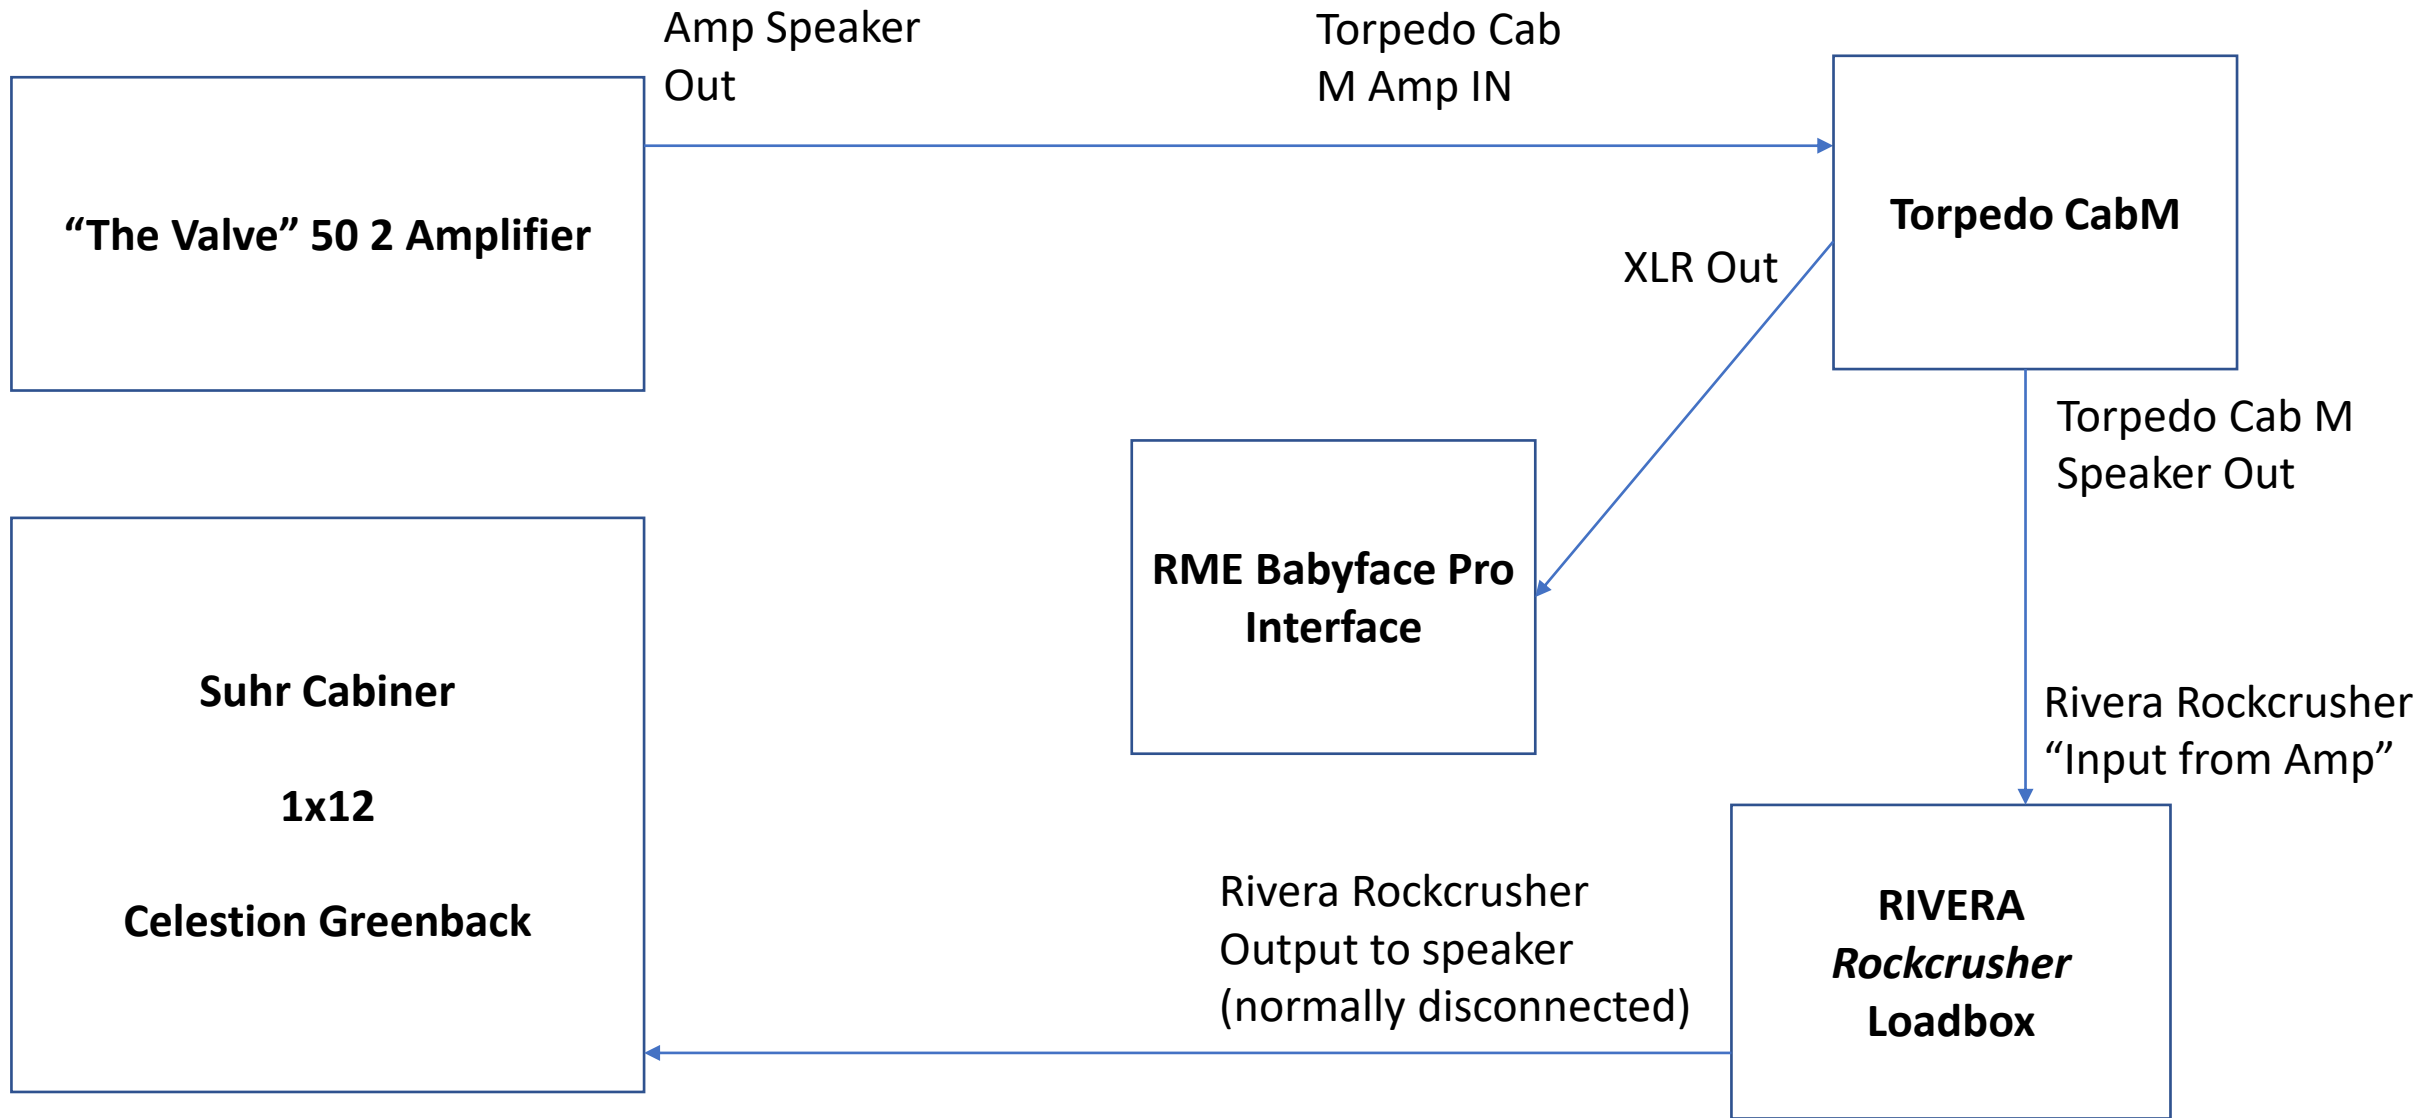 Amp Speaker
Out
Torpedo Cab
M Amp IN
“The Valve” 50 2 Amplifier
Torpedo CabM
XLR Out
Torpedo Cab M
Speaker Out
RME Babyface Pro
Interface
Suhr Cabiner
1x12
Celestion Greenback
Rivera Rockcrusher
“Input from Amp”
Rivera Rockcrusher
Output to speaker
(normally disconnected)
RIVERA
Rockcrusher
Loadbox